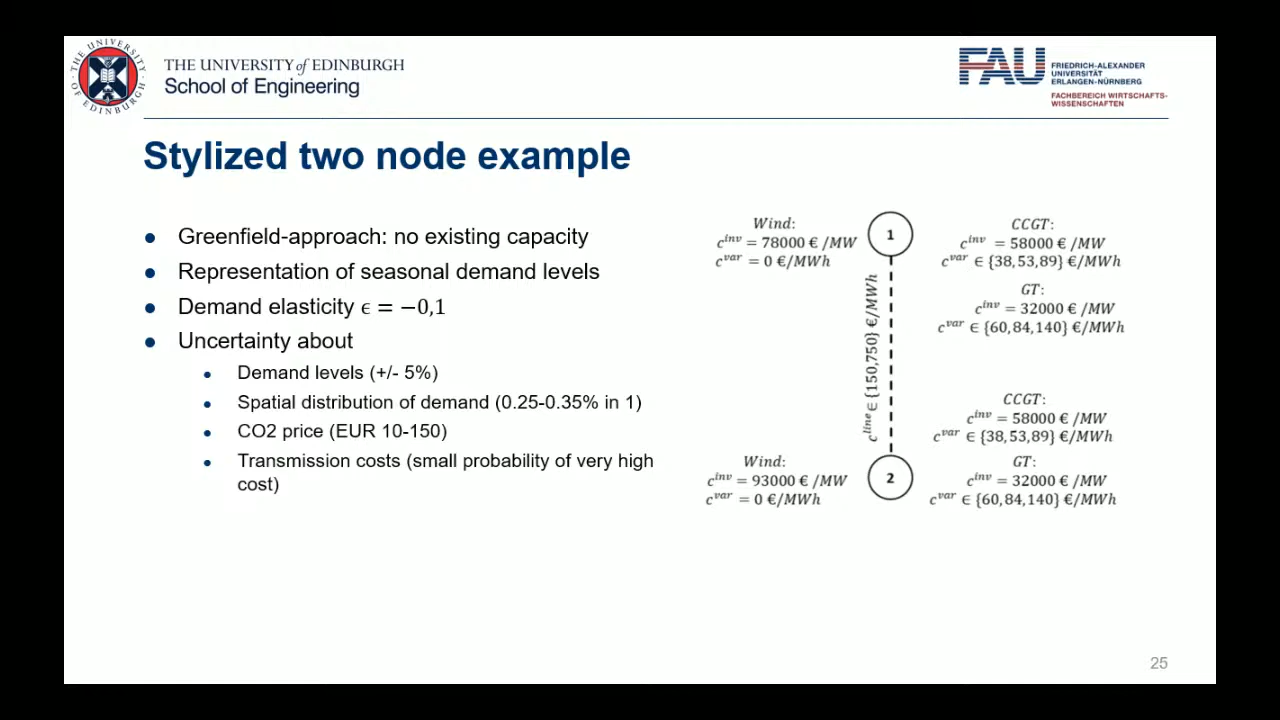 THE UNIVERSITY of EDINBURGH
School of Engineering
THE UNIVERSITY OF EDINBURGH
FAU
FRIEDRICH-ALEXANDER
UNIVERSITÄT
ERLANGEN-NÜRNBERG
FACHBEREICH WIRTSCHAFTS-
WISSENSCHAFTEN
Stylized two node example
● Greenfield-approach: no existing capacity
● Representation of seasonal demand levels
● Demand elasticity ϵ = −0,1
● Uncertainty about
● Demand levels (+/- 5%)
● Spatial distribution of demand (0.25-0.35% in 1)
● CO2 price (EUR 10-150)
● Transmission costs (small probability of very high
cost)
Wind:
c^inv = 78000 € /MW
c^var = 0 €/MWh
1
CCGT:
c^inv = 58000 € /MW
c^var ∈ {38,53,89} €/MWh
GT:
c^inv = 32000 € /MW
c^var ∈ {60,84,140} €/MWh
c^line ∈ {150,750} €/MWh
CCGT:
c^inv = 58000 € /MW
c^var ∈ {38,53,89} €/MWh
Wind:
c^inv = 93000 € /MW
c^var = 0 €/MWh
2
GT:
c^inv = 32000 € /MW
c^var ∈ {60,84,140} €/MWh
25